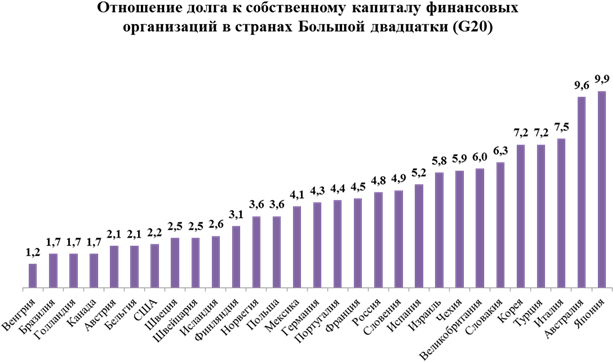 Отношение долга к собственному капиталу финансовых
организаций в странах Большой двадцатки (G20)
1,2
1,7
1,7
1,7
2,1
2,1
2,2
2,5
2,5
2,6
3,1
3,6
3,6
4,1
4,3
4,4
4,5
4,8
4,9
5,2
5,8
5,9
6,0
6,3
7,2
7,2
7,5
9,6
9,9
Венгрия
Бразилия
Голландия
Канада
Австрия
Бельгия
США
Швеция
Швейцария
Исландия
Финляндия
Норвегия
Польша
Мексика
Германия
Португалия
Франция
Россия
Словения
Испания
Израиль
Чехия
Великобритания
Словакия
Корея
Турция
Италия
Австралия
Япония